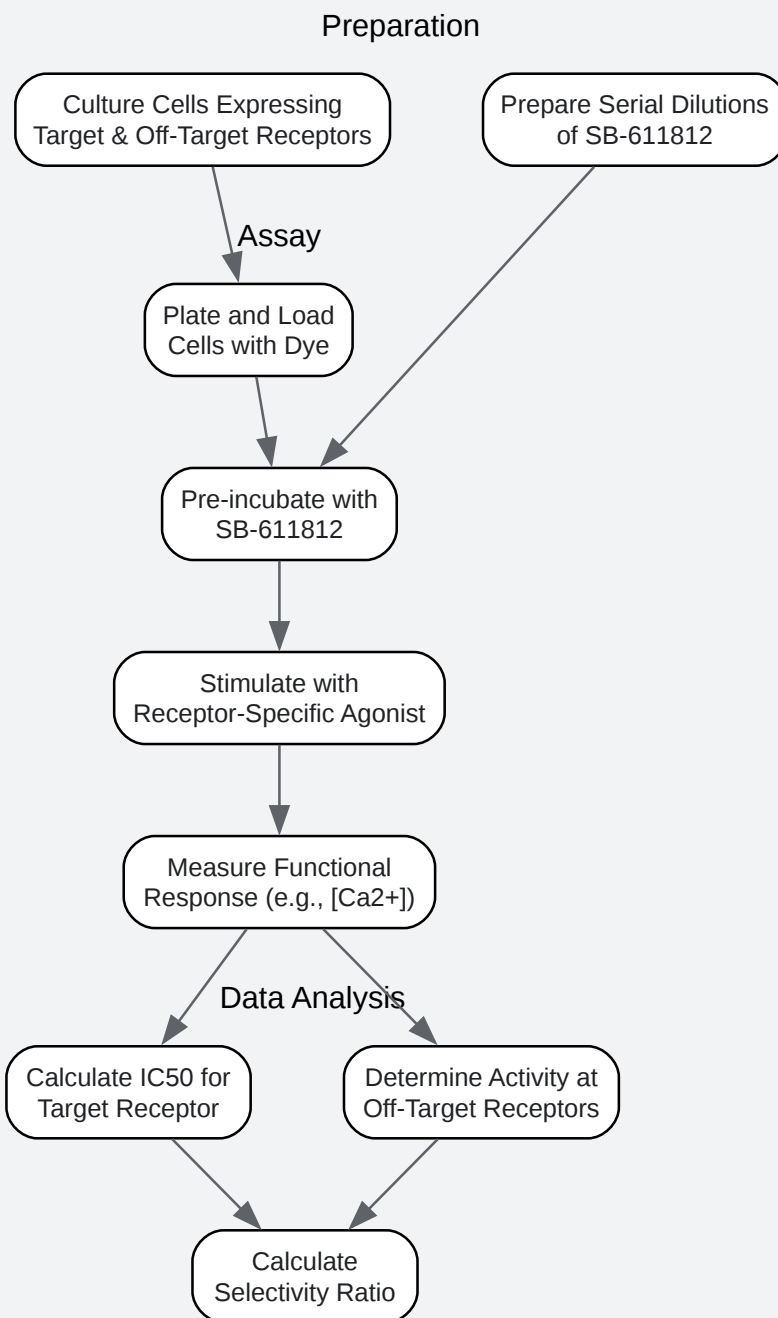 Preparation
Culture Cells Expressing
Target & Off-Target Receptors
Prepare Serial Dilutions
of SB-611812
Assay
Plate and Load
Cells with Dye
Pre-incubate with
SB-611812
Stimulate with
Receptor-Specific Agonist
Measure Functional
Response (e.g., [Ca2+])
Data Analysis
Calculate IC50 for
Target Receptor
Determine Activity at
Off-Target Receptors
Calculate
Selectivity Ratio